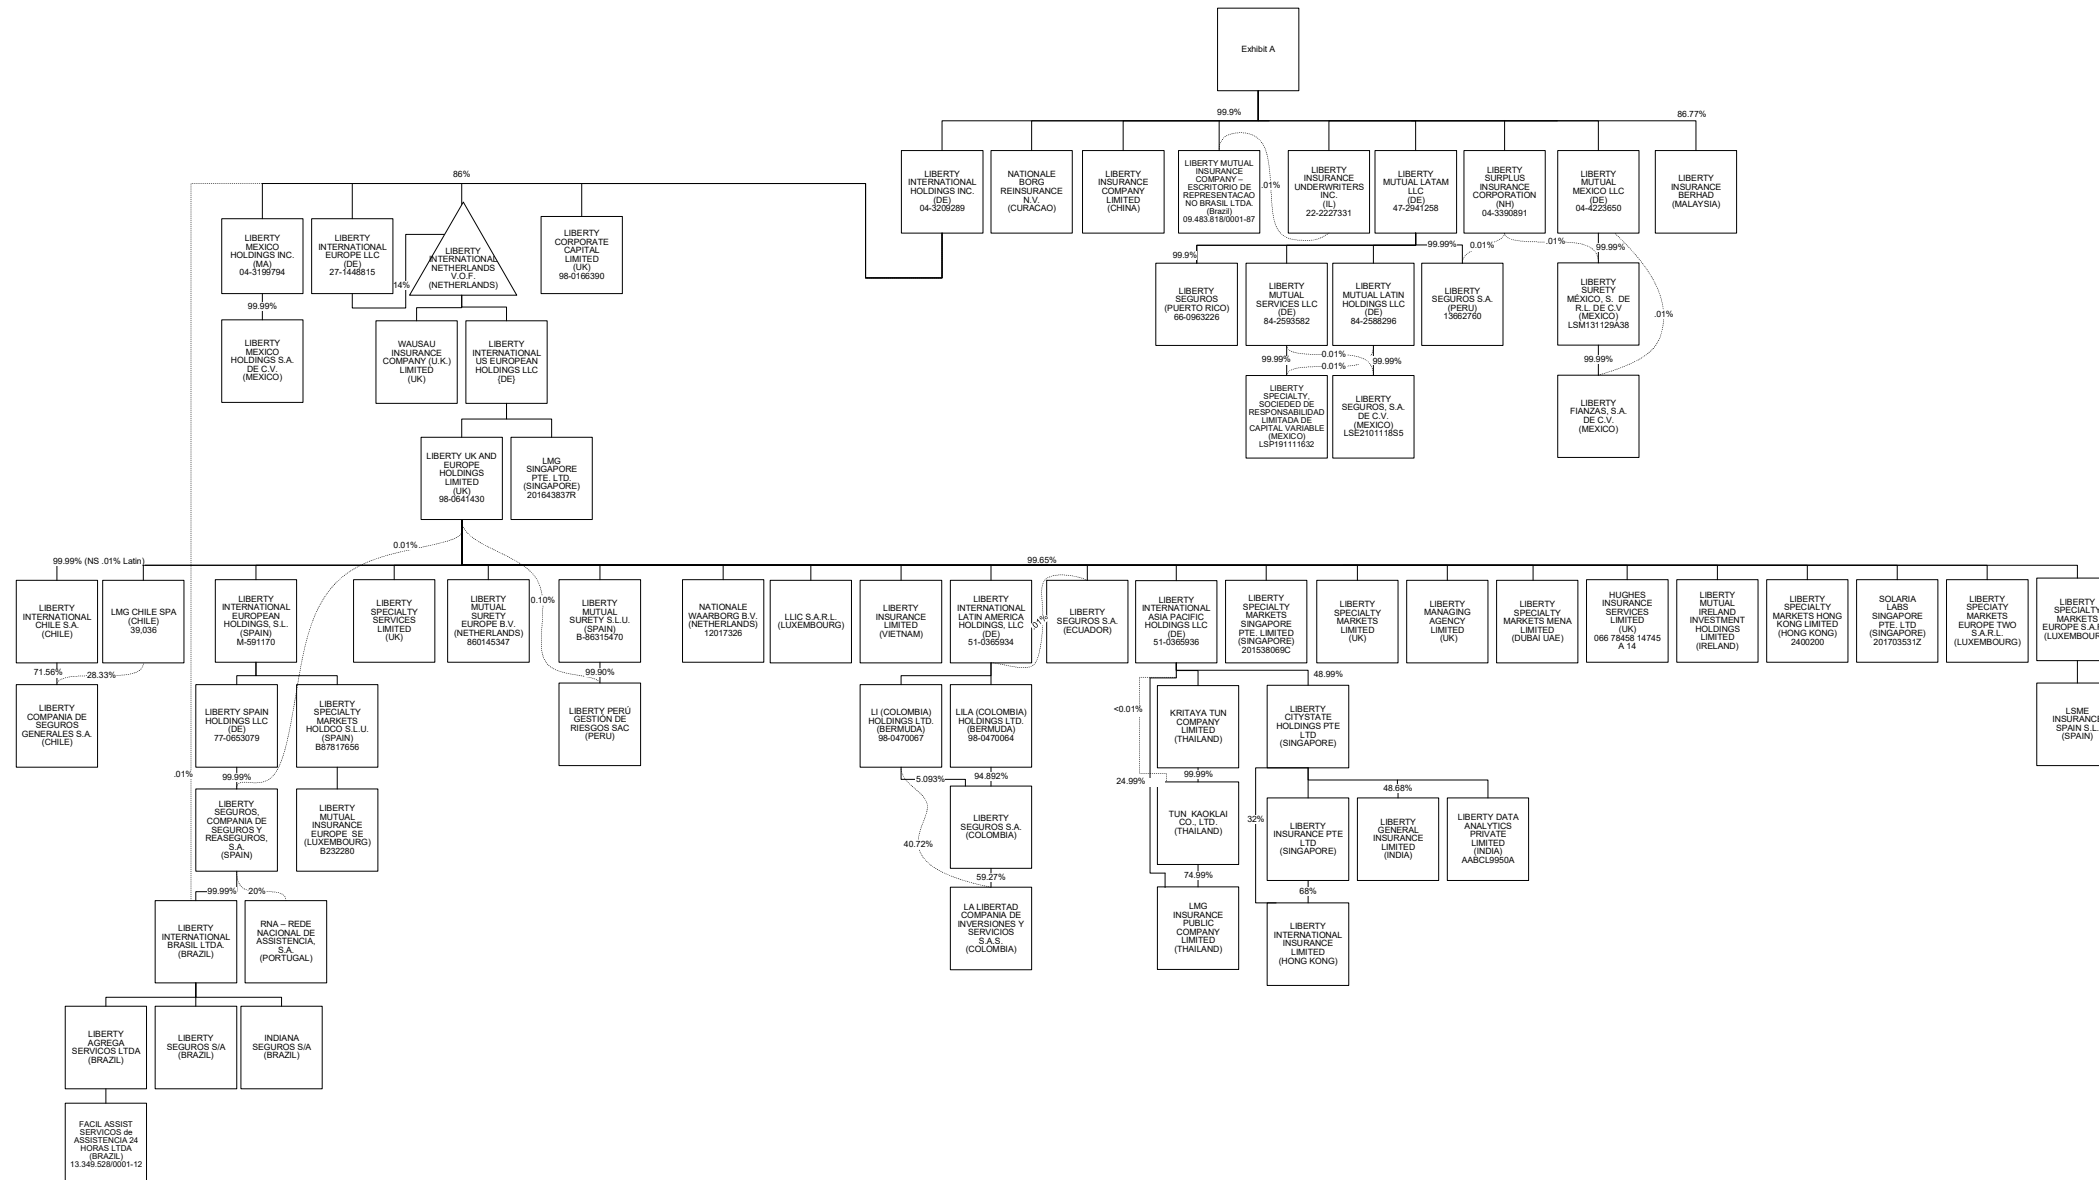 Exhibit A
99.9%
86.77%
LIBERTY
INTERNATIONAL
HOLDINGS INC.
(DE)
04-3209289
NATIONALE
BORG
REINSURANCE
N.V.
(CURACAO)
LIBERTY
INSURANCE
COMPANY
LIMITED
(CHINA)
LIBERTY MUTUAL
INSURANCE
COMPANY –
ESCRITORIO DE
REPRESENTACAO
NO BRASIL LTDA.
(Brazil)
09.483.818/0001-87
.01%
LIBERTY
INSURANCE
UNDERWRITERS
INC.
(IL)
22-2227331
LIBERTY
MUTUAL LATAM
LLC
(DE)
47-2941258
LIBERTY
SURPLUS
INSURANCE
CORPORATION
(NH)
04-3390891
LIBERTY
MUTUAL
MEXICO LLC
(DE)
04-4223650
LIBERTY
INSURANCE
BERHAD
(MALAYSIA)
86%
LIBERTY
MEXICO
HOLDINGS INC.
(MA)
04-3199794
LIBERTY
INTERNATIONAL
EUROPE LLC
(DE)
27-1448815
14%
LIBERTY
INTERNATIONAL
NETHERLANDS
V.O.F.
(NETHERLANDS)
LIBERTY
CORPORATE
CAPITAL
LIMITED
(UK)
98-0166390
99.9%
99.99%
0.01%
.01%
99.99%
LIBERTY
SEGUROS
(PUERTO RICO)
66-0963226
LIBERTY
MUTUAL
SERVICES LLC
(DE)
84-2593582
LIBERTY
MUTUAL LATIN
HOLDINGS LLC
(DE)
84-2588296
LIBERTY
SEGUROS S.A.
(PERU)
13662760
LIBERTY
SURETY
MÉXICO, S. DE
R.L. DE C.V
(MEXICO)
LSM131129A38
.01%
99.99%
LIBERTY
MEXICO
HOLDINGS S.A.
DE C.V.
(MEXICO)
WAUSAU
INSURANCE
COMPANY (U.K.)
LIMITED
(UK)
LIBERTY
INTERNATIONAL
US EUROPEAN
HOLDINGS LLC
(DE)
99.99%
0.01%
0.01%
99.99%
99.99%
LIBERTY
SPECIALTY,
SOCIEDED DE
RESPONSABILIDAD
LIMITADA DE
CAPITAL VARIABLE
(MEXICO)
LSP191111632
LIBERTY
SEGUROS, S.A.
DE C.V.
(MEXICO)
LSE2101118S5
LIBERTY
FIANZAS, S.A.
DE C.V.
(MEXICO)
LIBERTY UK AND
EUROPE
HOLDINGS
LIMITED
(UK)
98-0641430
LMG
SINGAPORE
PTE. LTD.
(SINGAPORE)
201643837R
99.99% (NS .01% Latin)
0.01%
0.10%
99.65%
LIBERTY
INTERNATIONAL
CHILE S.A.
(CHILE)
LMG CHILE SPA
(CHILE)
39,036
LIBERTY
INTERNATIONAL
EUROPEAN
HOLDINGS, S.L.
(SPAIN)
M-591170
LIBERTY
SPECIALTY
SERVICES
LIMITED
(UK)
LIBERTY
MUTUAL
SURETY
EUROPE B.V.
(NETHERLANDS)
860145347
LIBERTY
MUTUAL
SURETY S.L.U.
(SPAIN)
B-86315470
NATIONALE
WAARBORG B.V.
(NETHERLANDS)
12017326
LLIC S.A.R.L.
(LUXEMBOURG)
LIBERTY
INSURANCE
LIMITED
(VIETNAM)
LIBERTY
INTERNATIONAL
LATIN AMERICA
HOLDINGS, LLC
(DE)
51-0365934
.01%
LIBERTY
SEGUROS S.A.
(ECUADOR)
LIBERTY
INTERNATIONAL
ASIA PACIFIC
HOLDINGS LLC
(DE)
51-0365936
LIBERTY
SPECIALTY
MARKETS
SINGAPORE
PTE. LIMITED
(SINGAPORE)
201538069C
LIBERTY
SPECIALTY
MARKETS
LIMITED
(UK)
LIBERTY
MANAGING
AGENCY
LIMITED
(UK)
LIBERTY
SPECIALTY
MARKETS MENA
LIMITED
(DUBAI UAE)
HUGHES
INSURANCE
SERVICES
LIMITED
(UK)
066 78458 14745
A 14
LIBERTY
MUTUAL
IRELAND
INVESTMENT
HOLDINGS
LIMITED
(IRELAND)
LIBERTY
SPECIALTY
MARKETS HONG
KONG LIMITED
(HONG KONG)
2400200
SOLARIA
LABS
SINGAPORE
PTE. LTD
(SINGAPORE)
201703531Z
LIBERTY
SPECIATY
MARKETS
EUROPE TWO
S.A.R.L.
(LUXEMBOURG)
LIBERTY
SPECIALTY
MARKETS
EUROPE S.A.R
(LUXEMBOUR
71.56%
28.33%
LIBERTY
COMPANIA DE
SEGUROS
GENERALES S.A.
(CHILE)
LIBERTY SPAIN
HOLDINGS LLC
(DE)
77-0653079
LIBERTY
SPECIALTY
MARKETS
HOLDCO S.L.U.
(SPAIN)
B87817656
99.90%
LIBERTY PERÚ
GESTIÓN DE
RIESGOS SAC
(PERU)
LI (COLOMBIA)
HOLDINGS LTD.
(BERMUDA)
98-0470067
LILA (COLOMBIA)
HOLDINGS LTD.
(BERMUDA)
98-0470064
<0.01%
KRITAYA TUN
COMPANY
LIMITED
(THAILAND)
48.99%
LIBERTY
CITYSTATE
HOLDINGS PTE
LTD
(SINGAPORE)
LSME
INSURANCE
SPAIN S.L.
(SPAIN)
.01%
99.99%
5.093%
94.892%
24.99%
99.99%
48.68%
LIBERTY
SEGUROS,
COMPANIA DE
SEGUROS Y
REASEGUROS,
S.A.
(SPAIN)
LIBERTY
MUTUAL
INSURANCE
EUROPE SE
(LUXEMBOURG)
B232280
40.72%
LIBERTY
SEGUROS S.A.
(COLOMBIA)
TUN KAOKLAI
CO., LTD.
(THAILAND)
32%
LIBERTY
INSURANCE PTE
LTD
(SINGAPORE)
LIBERTY
GENERAL
INSURANCE
LIMITED
(INDIA)
LIBERTY DATA
ANALYTICS
PRIVATE
LIMITED
(INDIA)
AABCL9950A
99.99%
20%
59.27%
74.99%
68%
LIBERTY
INTERNATIONAL
BRASIL LTDA.
(BRAZIL)
RNA – REDE
NACIONAL DE
ASSISTENCIA,
S.A.
(PORTUGAL)
LA LIBERTAD
COMPANIA DE
INVERSIONES Y
SERVICIOS
S.A.S.
(COLOMBIA)
LMG
INSURANCE
PUBLIC
COMPANY
LIMITED
(THAILAND)
LIBERTY
INTERNATIONAL
INSURANCE
LIMITED
(HONG KONG)
LIBERTY
AGREGA
SERVICOS LTDA
(BRAZIL)
LIBERTY
SEGUROS S/A
(BRAZIL)
INDIANA
SEGUROS S/A
(BRAZIL)
FACIL ASSIST
SERVICOS de
ASSISTENCIA 24
HORAS LTDA
(BRAZIL)
13.349.528/0001-12